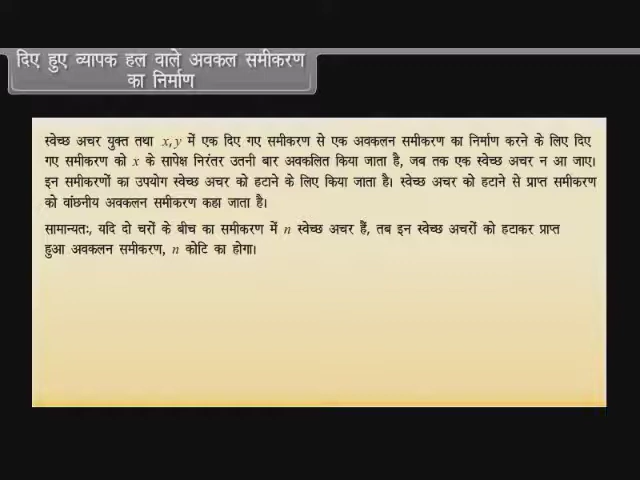 दिए हुए व्यापक हल वाले अवकल समीकरण
का निर्माण
स्वेच्छ अचर युक्त तथा x, y में एक दिए गए समीकरण से एक अवकलन समीकरण का निर्माण करने के लिए दिए
गए समीकरण को x के सापेक्ष निरंतर उतनी बार अवकलित किया जाता है, जब तक एक स्वेच्छ अचर न आ जाए।
इन समीकरणों का उपयोग स्वेच्छ अचर को हटाने के लिए किया जाता है। स्वेच्छ अचर को हटाने से प्राप्त समीकरण
को वांछनीय अवकलन समीकरण कहा जाता है।
सामान्यतः, यदि दो चरों के बीच का समीकरण में n स्वेच्छ अचर हैं, तब इन स्वेच्छ अचरों को हटाकर प्राप्त
हुआ अवकलन समीकरण, n कोटि का होगा।